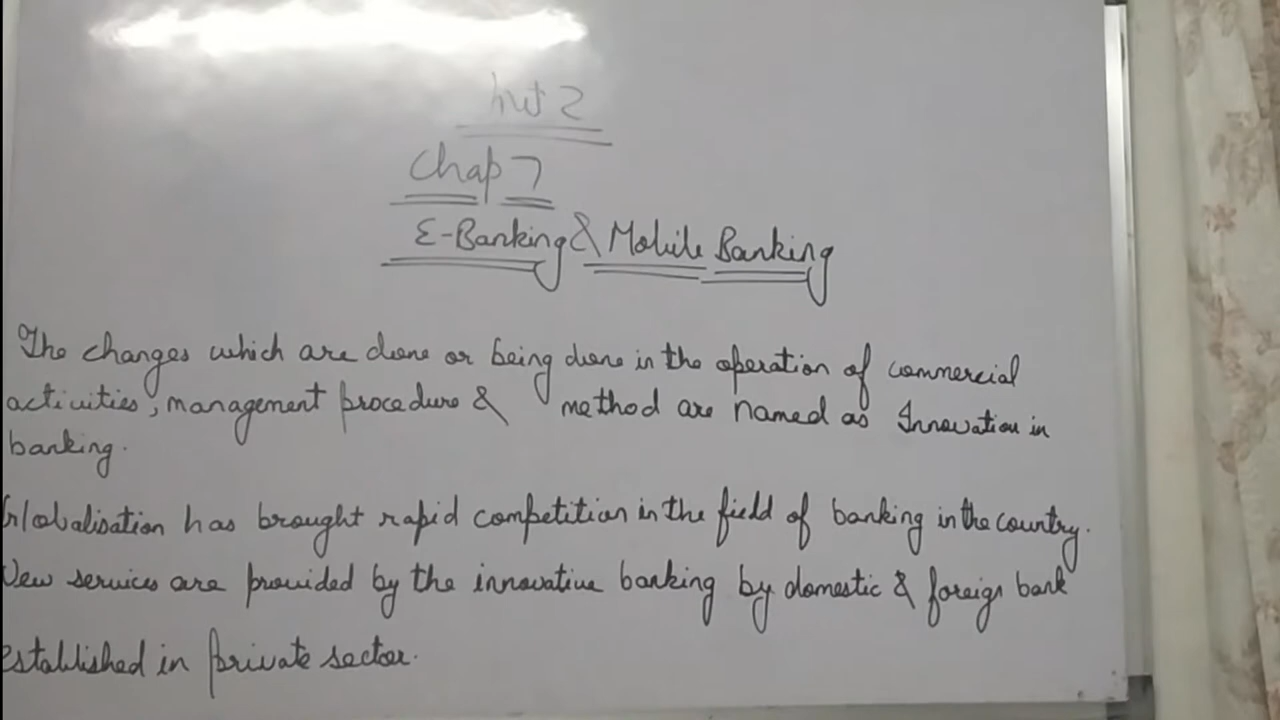 Unit 2
Chap 7
E-Banking & Mobile Banking
The changes which are done or being done in the operation of commercial
activities, management procedure & method are named as Innovation in
banking.
Globalisation has brought rapid competition in the field of banking in the country.
New services are provided by the innovative banking by domestic & foreign bank
established in private sector.